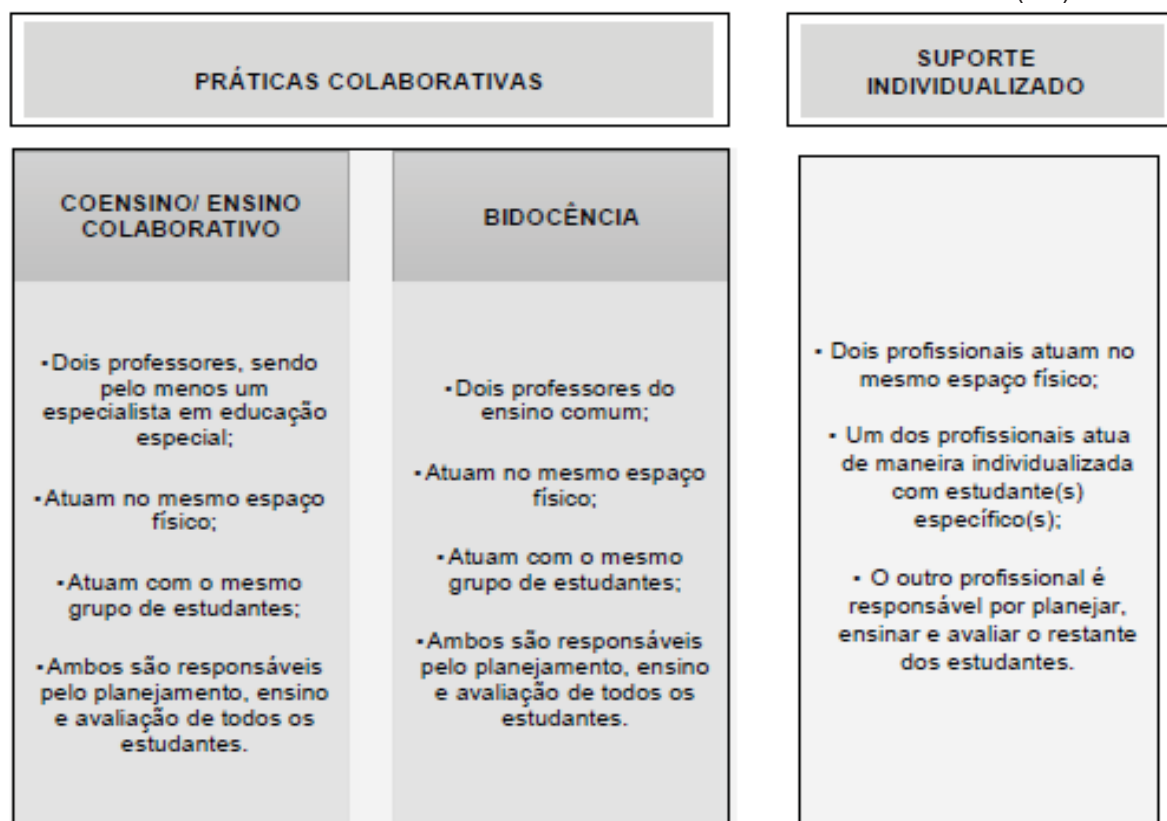 PRÁTICAS COLABORATIVAS
SUPORTE
INDIVIDUALIZADO
COENSINO/ ENSINO
COLABORATIVO
▪Dois professores, sendo
pelo menos um
especialista em educação
especial;
▪Atuam no mesmo espaço
físico;
▪Atuam com o mesmo
grupo de estudantes;
▪Ambos são responsáveis
pelo planejamento, ensino
e avaliação de todos os
estudantes.
BIDOCÊNCIA
▪Dois professores do
ensino comum;
▪Atuam no mesmo espaço
físico;
▪Atuam com o mesmo
grupo de estudantes;
▪Ambos são responsáveis
pelo planejamento, ensino
e avaliação de todos os
estudantes.
▪ Dois profissionais atuam no
mesmo espaço físico;
▪ Um dos profissionais atua
de maneira individualizada
com estudante(s)
específico(s);
▪ O outro profissional é
responsável por planejar,
ensinar e avaliar o restante
dos estudantes.